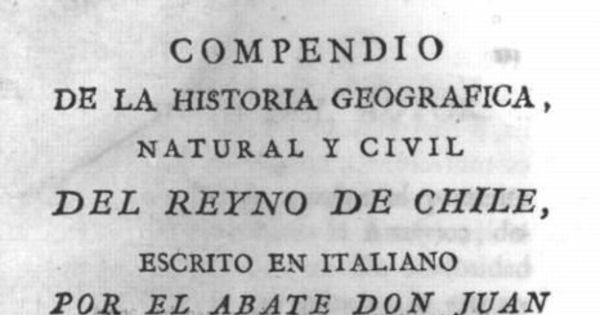 COMPENDIO
DE LA HISTORIA GEOGRAFICA,
NATURAL Y CIVIL
DEL REYNO DE CHILE,
ESCRITO EN ITALIANO
POR EL ABATE DON JUAN